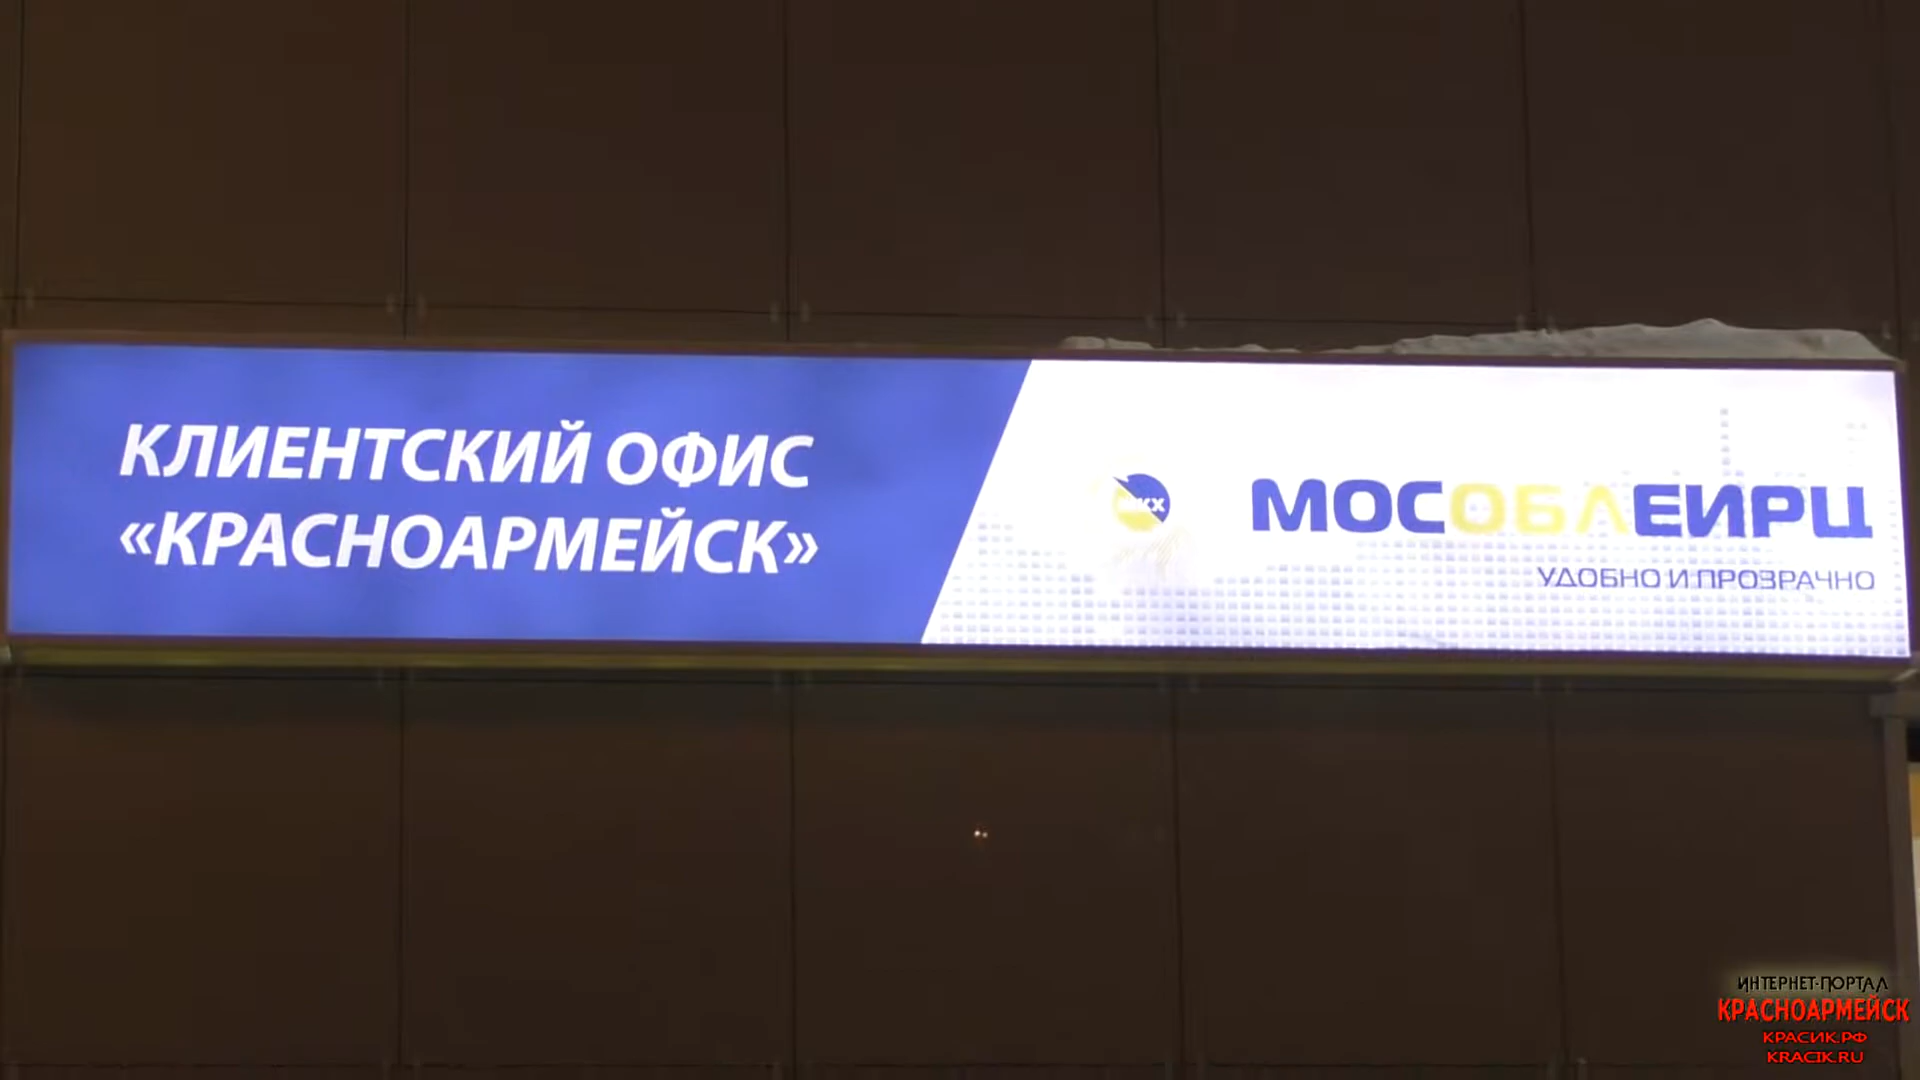 КЛИЕНТСКИЙ ОФИС
«КРАСНОАРМЕЙСК»
МОСОБЛЕИРЦ
УДОБНО И ПРОЗРАЧНО
ИНТЕРНЕТ-ПОРТАЛ
КРАСНОАРМЕЙСК
КРАСИК.РФ
KRACIK.RU